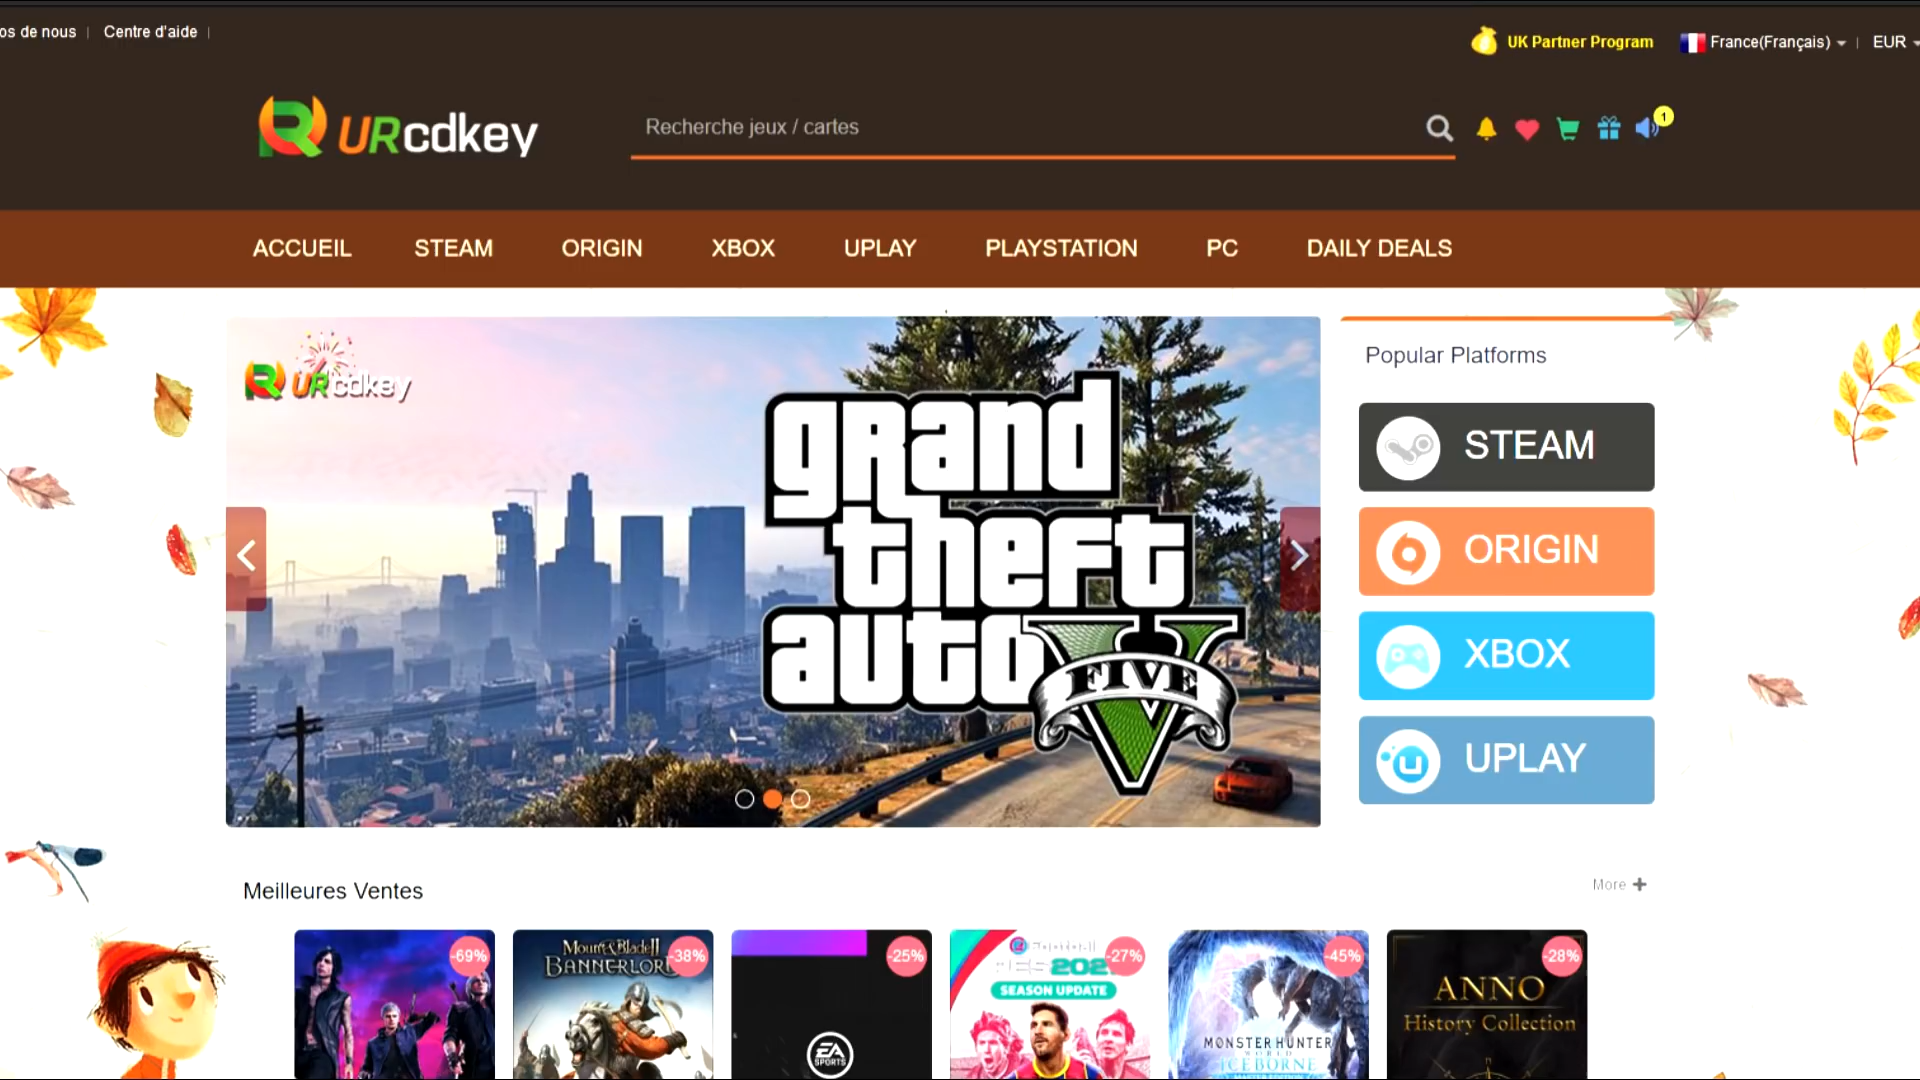 os de nous | Centre d'aide |
UK Partner Program
France(Français) | EUR
URcdkey
Recherche jeux / cartes
1
ACCUEIL STEAM ORIGIN XBOX UPLAY PLAYSTATION PC DAILY DEALS
URcdkey
grand
theft
auto
V
FIVE
Popular Platforms
STEAM
ORIGIN
XBOX
UPLAY
Meilleures Ventes
More
-69%
MOUNT & BLADE II
BANNERLORD
-38%
-25%
EA
SPORTS
-27%
SEASON UPDATE
-45%
MONSTER HUNTER
WORLD
ICEBORNE
-28%
ANNO
History Collection